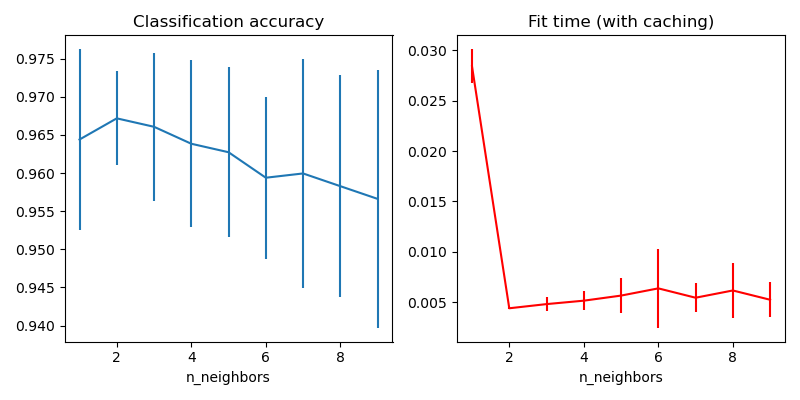 Classification accuracy
0.975
0.970
0.965
0.960
0.955
0.950
0.945
0.940
2 4 6 8
n_neighbors
Fit time (with caching)
0.030
0.025
0.020
0.015
0.010
0.005
2 4 6 8
n_neighbors